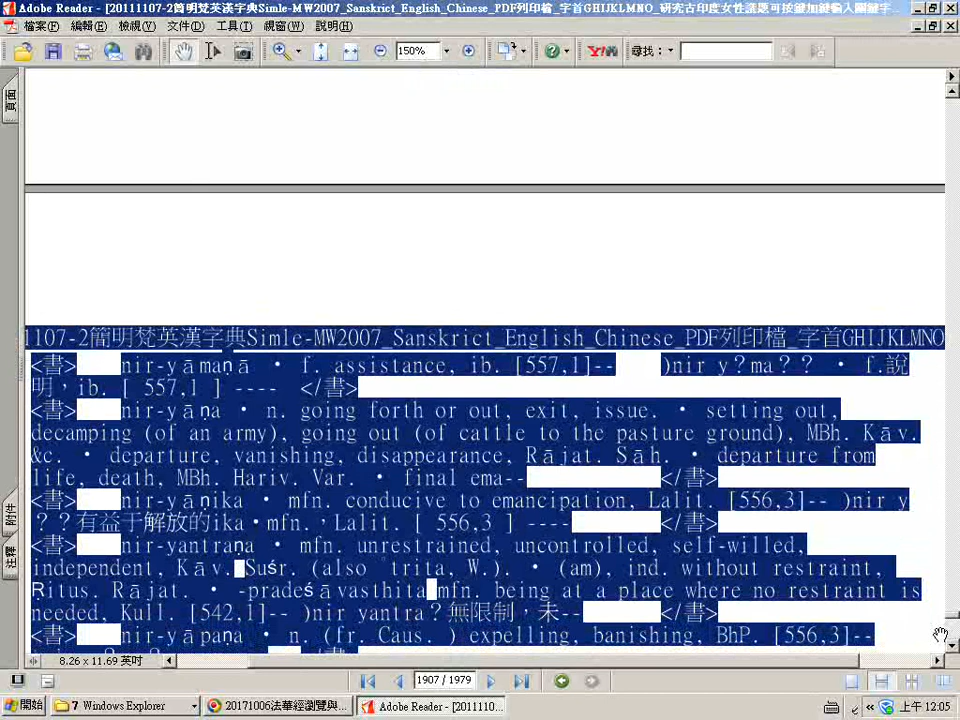 Adobe Reader - [20111107-2簡明梵英漢字典Simle-MW2007_Sanskrict_English_Chinese_PDF列印檔_字首GHIJKLMNO_研究古印度女性議題可按鍵加鍵輸入關鍵字...
檔案(F) 編輯(E) 檢視(V) 文件(D) 工具(T) 視窗(W) 說明(H)
150% Y! 尋找:
頁面
1107-2簡明梵英漢字典Simle-MW2007_Sanskrict_English_Chinese_PDF列印檔_字首GHIJKLMNO
<書> nir-yāmaṇā • f. assistance, ib. [557,1]-- )nir y?ma?? • f.說
明，ib. [ 557,1 ] ---- </書>
<書> nir-yāṇa • n. going forth or out, exit, issue. • setting out,
decamping (of an army), going out (of cattle to the pasture ground), MBh. Kāv.
&c. • departure, vanishing, disappearance, Rājat. Sāh. • departure from
life, death, MBh. Hariv. Var. • final ema-- </書>
<書> nir-yāṇika • mfn. conducive to emancipation, Lalit. [556,3]-- )nir y
??有益于解放的ika•mfn.，Lalit. [ 556,3 ] ---- </書>
<書> nir-yantraṇa • mfn. unrestrained, uncontrolled, self-willed,
independent, Kāv. Suśr. (also °trita, W.). • (am), ind. without restraint,
Ritus. Rājat. • -pradeśāvasthita mfn. being at a place where no restraint is
needed, Kull. [542,1]-- )nir yantra？無限制，未-- </書>
<書> nir-yāpaṇa • n. (fr. Caus. ) expelling, banishing, BhP. [556,3]--
附件
注釋
8.26 x 11.69 英吋
1907 / 1979
開始 7 Windows Explorer 20171006法華經瀏覽與... Adobe Reader - [2011110... 上午 12:05